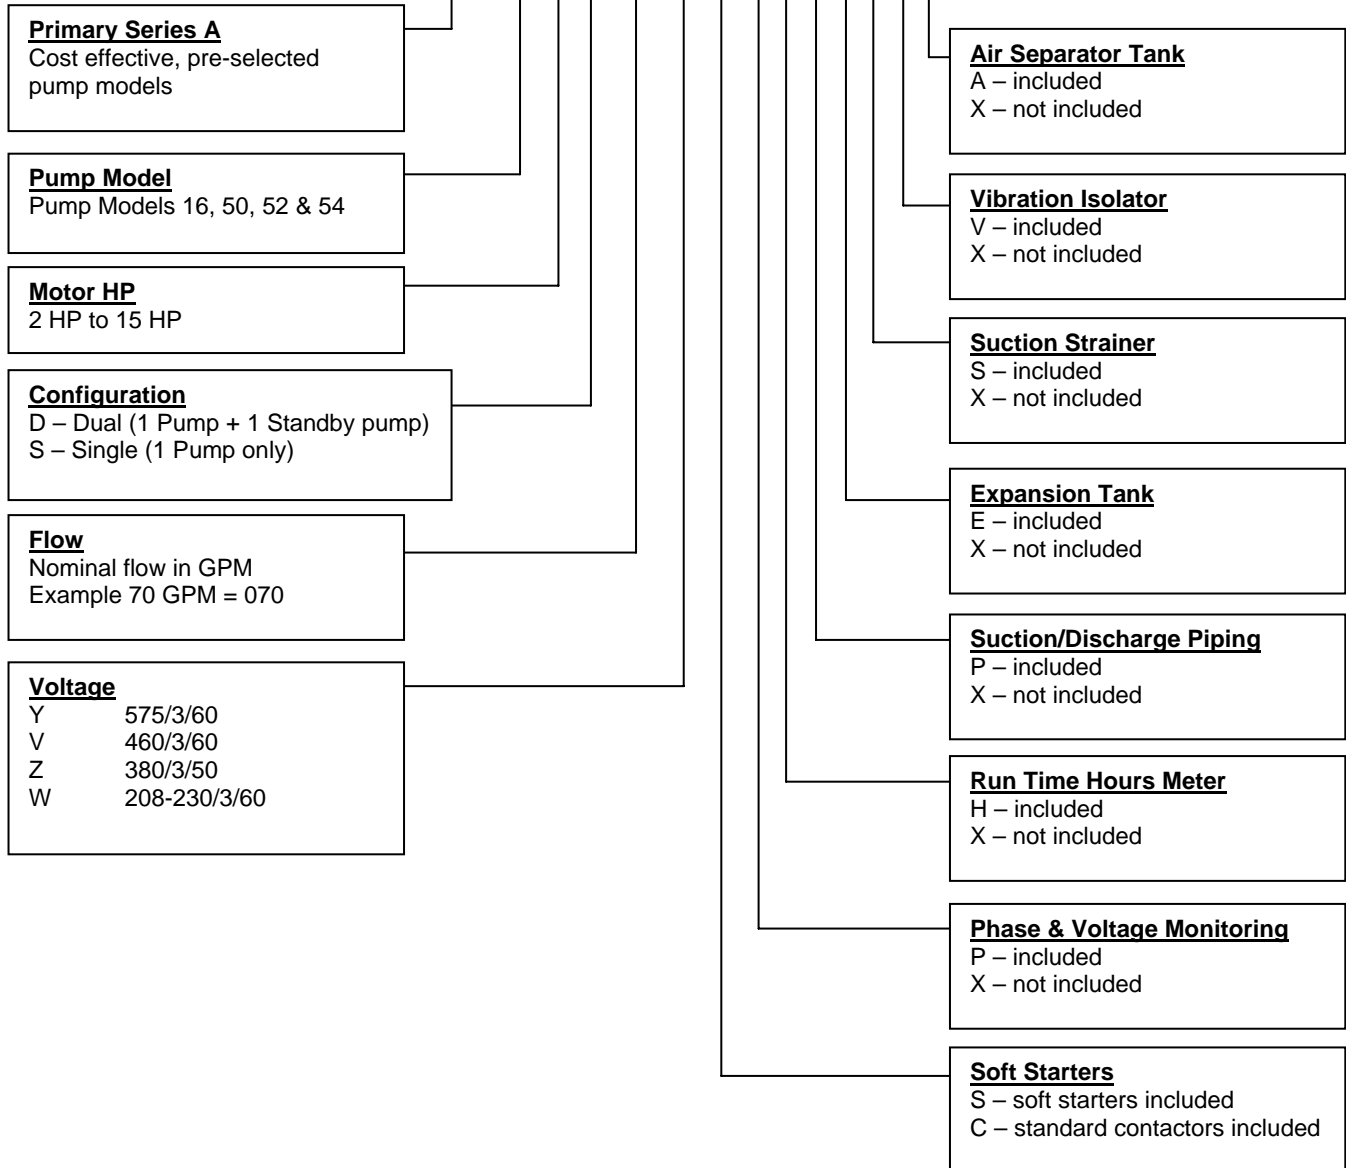 Primary Series A
Cost effective, pre-selected
pump models
Pump Model
Pump Models 16, 50, 52 & 54
Motor HP
2 HP to 15 HP
Configuration
D – Dual (1 Pump + 1 Standby pump)
S – Single (1 Pump only)
Flow
Nominal flow in GPM
Example 70 GPM = 070
Voltage
Y 575/3/60
V 460/3/60
Z 380/3/50
W 208-230/3/60
Air Separator Tank
A – included
X – not included
Vibration Isolator
V – included
X – not included
Suction Strainer
S – included
X – not included
Expansion Tank
E – included
X – not included
Suction/Discharge Piping
P – included
X – not included
Run Time Hours Meter
H – included
X – not included
Phase & Voltage Monitoring
P – included
X – not included
Soft Starters
S – soft starters included
C – standard contactors included